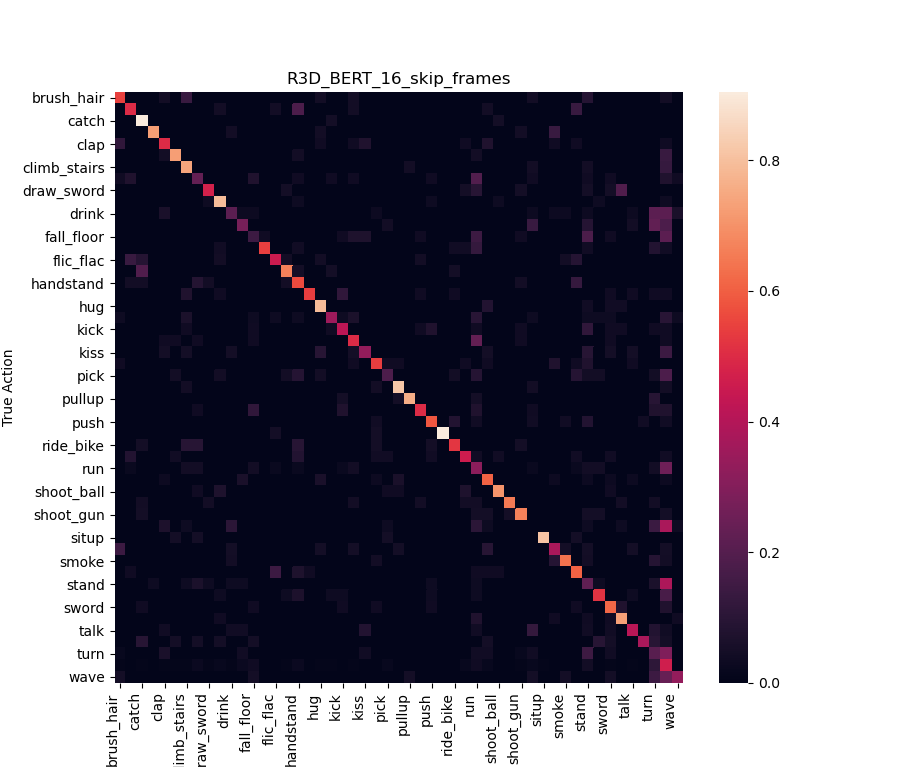 R3D_BERT_16_skip_frames
True Action
brush_hair
catch
clap
climb_stairs
draw_sword
drink
fall_floor
flic_flac
handstand
hug
kick
kiss
pick
pullup
push
ride_bike
run
shoot_ball
shoot_gun
situp
smoke
stand
sword
talk
turn
wave
brush_hair
catch
clap
limb_stairs
raw_sword
drink
fall_floor
flic_flac
handstand
hug
kick
kiss
pick
pullup
push
ride_bike
run
shoot_ball
shoot_gun
situp
smoke
stand
sword
talk
turn
wave
0.8
0.6
0.4
0.2
0.0